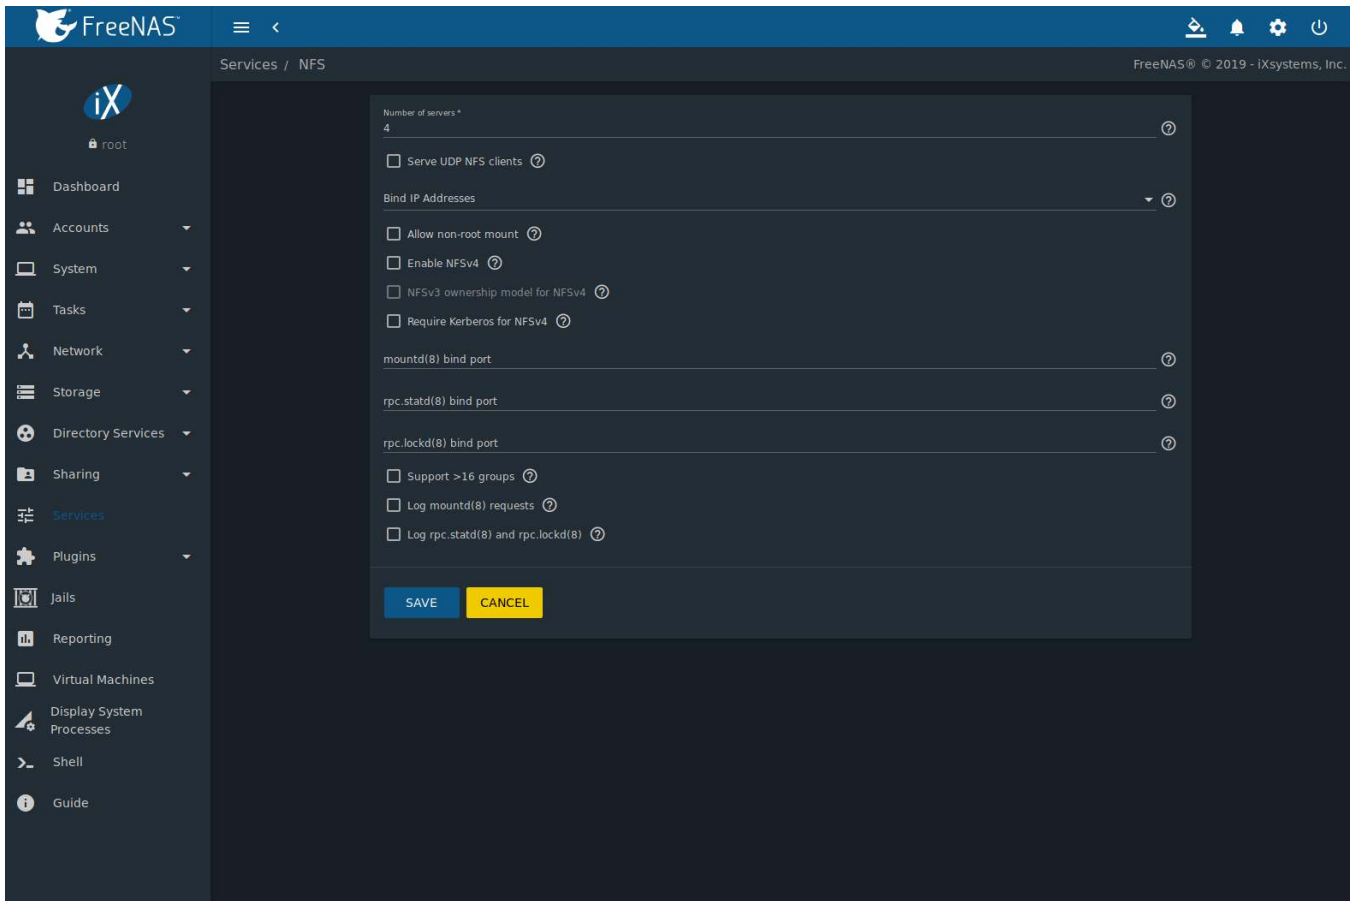 FreeNAS®
Services / NFS
FreeNAS® © 2019 - iXsystems, Inc.
iX
root
Dashboard
Accounts
System
Tasks
Network
Storage
Directory Services
Sharing
Services
Plugins
Jails
Reporting
Virtual Machines
Display System
Processes
Shell
Guide
Number of servers *
4
Serve UDP NFS clients
Bind IP Addresses
Allow non-root mount
Enable NFSv4
NFSv3 ownership model for NFSv4
Require Kerberos for NFSv4
mountd(8) bind port
rpc.statd(8) bind port
rpc.lockd(8) bind port
Support >16 groups
Log mountd(8) requests
Log rpc.statd(8) and rpc.lockd(8)
SAVE
CANCEL